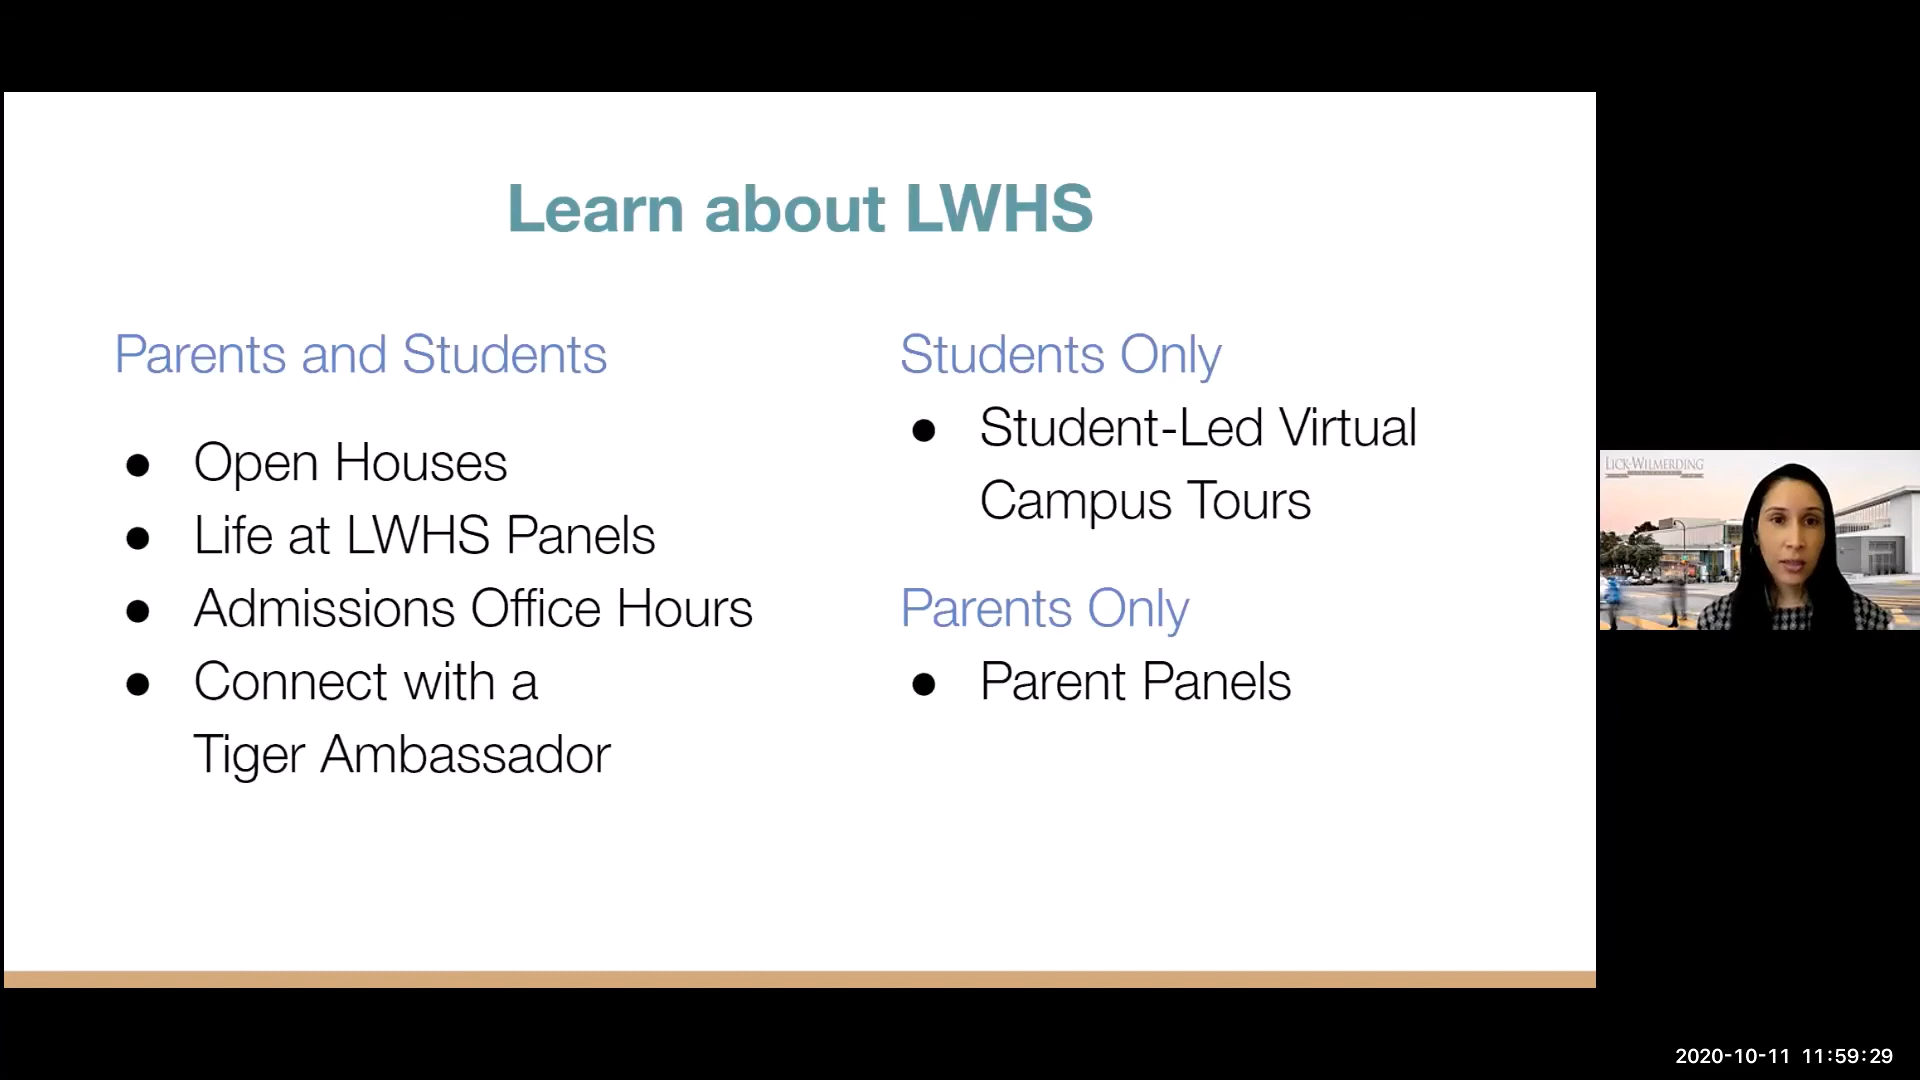 Learn about LWHS
Parents and Students
● Open Houses
● Life at LWHS Panels
● Admissions Office Hours
● Connect with a
Tiger Ambassador
Students Only
● Student-Led Virtual
Campus Tours
Parents Only
● Parent Panels
LICK-WILMERDING
2020-10-11 11:59:29